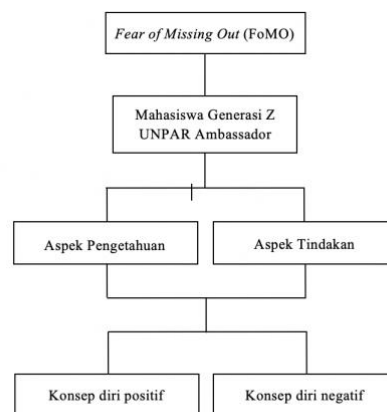 Fear of Missing Out (FoMO)
Mahasiswa Generasi Z
UNPAR Ambassador
Aspek Pengetahuan
Aspek Tindakan
Konsep diri positif
Konsep diri negatif